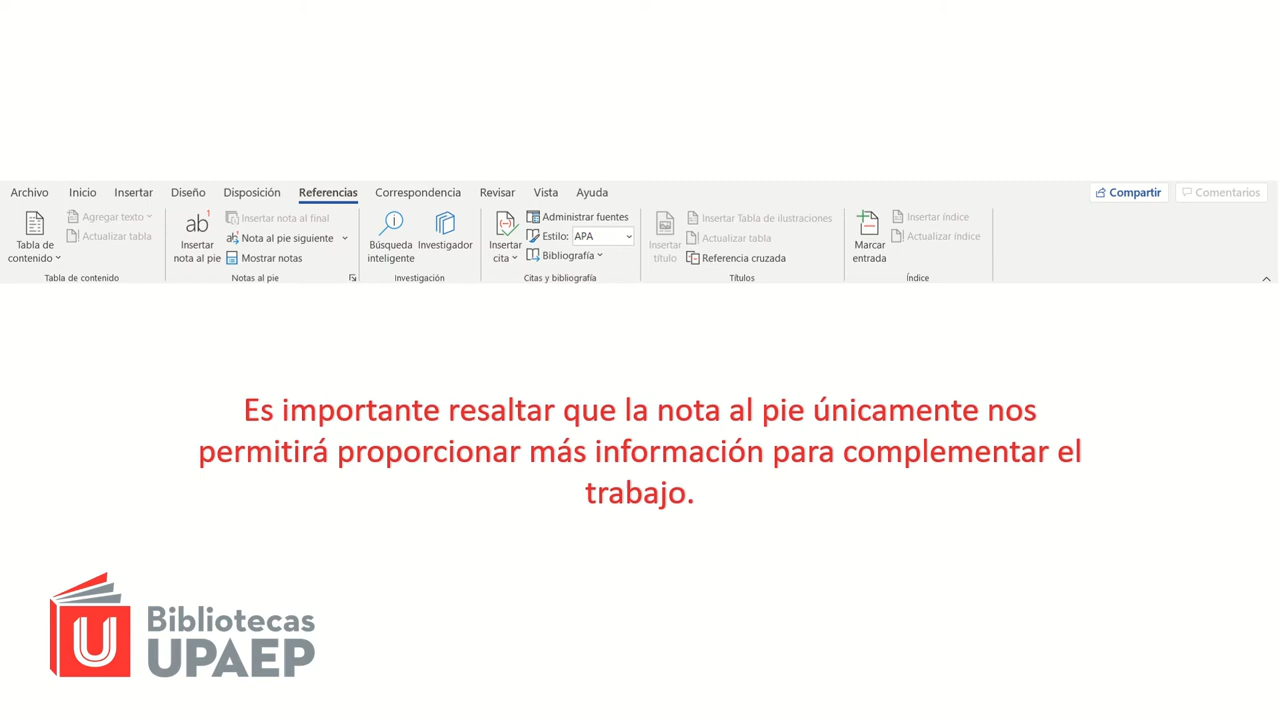 Archivo Inicio Insertar Diseño Disposición Referencias Correspondencia Revisar Vista Ayuda Compartir Comentarios
Tabla de contenido
Agregar texto
Actualizar tabla
Tabla de contenido
ab1
Insertar nota al pie
Insertar nota al final
Nota al pie siguiente
Mostrar notas
Notas al pie
Búsqueda inteligente
Investigador
Investigación
Insertar cita
Administrar fuentes
Estilo: APA
Bibliografía
Citas y bibliografía
Insertar título
Insertar Tabla de ilustraciones
Actualizar tabla
Referencia cruzada
Títulos
Marcar entrada
Insertar índice
Actualizar índice
Índice
Es importante resaltar que la nota al pie únicamente nos
permitirá proporcionar más información para complementar el
trabajo.
U
Bibliotecas
UPAEP